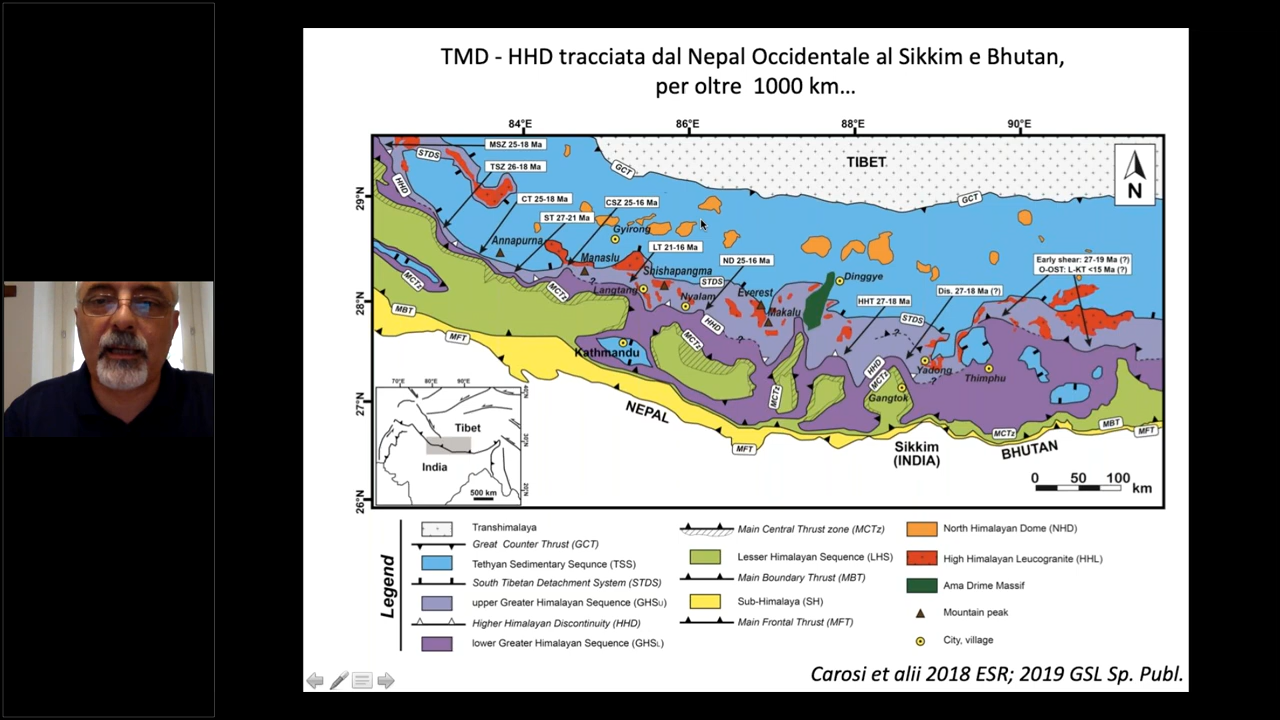 TMD - HHD tracciata dal Nepal Occidentale al Sikkim e Bhutan,
per oltre 1000 km...
84°E
86°E
88°E
90°E
29°N
28°N
27°N
26°N
MSZ 25-18 Ma
STDS
TSZ 26-18 Ma
HHD
CT 25-18 Ma
CSZ 25-16 Ma
ST 27-21 Ma
GCT
TIBET
N
GCT
Gyirong
Annapurna
LT 21-16 Ma
Manaslu
ND 25-16 Ma
Shishapangma
STDS
Early shear: 27-19 Ma (?)
O-OST: L-KT <15 Ma (?)
Dinggye
Langtang
Nyalam
Everest
Makalu
HHT 27-18 Ma
Dis. 27-18 Ma (?)
MCTz
MCTz
?
MBT
MFT
HHD
?
STDS
?
Kathmandu
MCTz
HHD
MCTz
Yadong
?
Thimphu
Gangtok
MCTz
NEPAL
MFT
Sikkim
(INDIA)
MCTz
BHUTAN
MBT
MFT
0 50 100
km
70°E
80°E
90°E
40°N
30°N
20°N
Tibet
India
500 km
Legend
Transhimalaya
Great Counter Thrust (GCT)
Tethyan Sedimentary Sequnce (TSS)
South Tibetan Detachment System (STDS)
upper Greater Himalayan Sequence (GHSU)
Higher Himalayan Discontinuity (HHD)
lower Greater Himalayan Sequence (GHSL)
Main Central Thrust zone (MCTz)
Lesser Himalayan Sequence (LHS)
Main Boundary Thrust (MBT)
Sub-Himalaya (SH)
Main Frontal Thrust (MFT)
North Himalayan Dome (NHD)
High Himalayan Leucogranite (HHL)
Ama Drime Massif
Mountain peak
City, village
Carosi et alii 2018 ESR; 2019 GSL Sp. Publ.